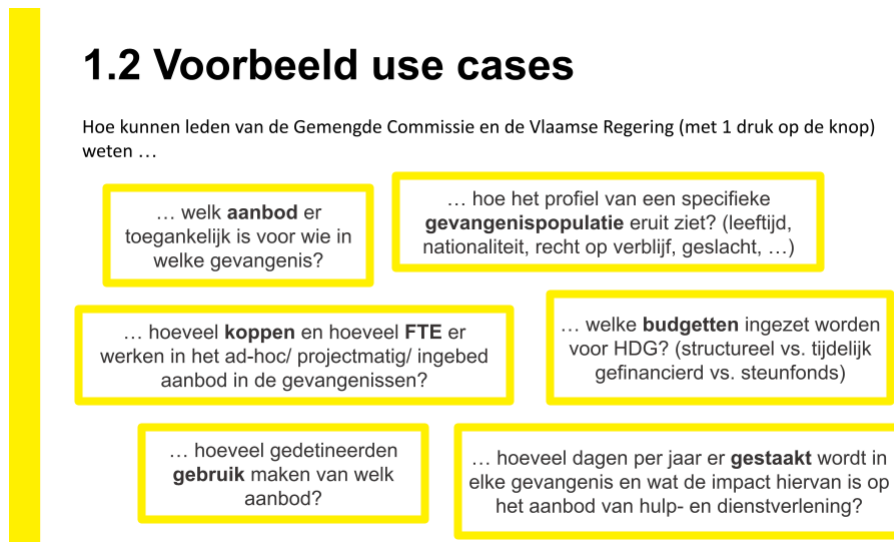 1.2 Voorbeeld use cases
Hoe kunnen leden van de Gemengde Commissie en de Vlaamse Regering (met 1 druk op de knop)
weten …
… welk aanbod er
toegankelijk is voor wie in
welke gevangenis?
… hoe het profiel van een specifieke
gevangenispopulatie eruit ziet? (leeftijd,
nationaliteit, recht op verblijf, geslacht, …)
… hoeveel koppen en hoeveel FTE er
werken in het ad-hoc/ projectmatig/ ingebed
aanbod in de gevangenissen?
… welke budgetten ingezet worden
voor HDG? (structureel vs. tijdelijk
gefinancierd vs. steunfonds)
… hoeveel gedetineerden
gebruik maken van welk
aanbod?
… hoeveel dagen per jaar er gestaakt wordt in
elke gevangenis en wat de impact hiervan is op
het aanbod van hulp- en dienstverlening?